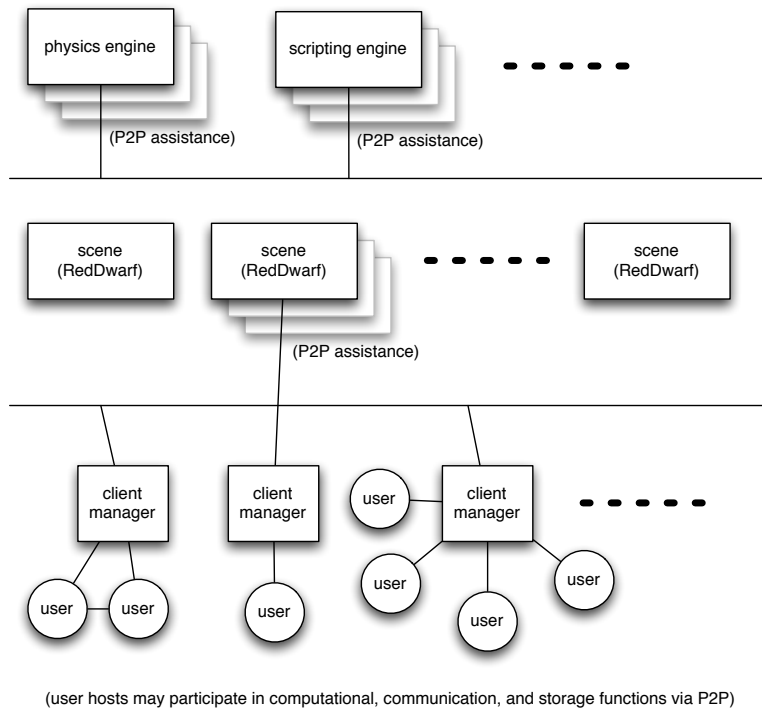 physics engine
scripting engine
(P2P assistance)
(P2P assistance)
scene
(RedDwarf)
scene
(RedDwarf)
scene
(RedDwarf)
(P2P assistance)
client
manager
client
manager
client
manager
user
user
user
user
user
user
user
(user hosts may participate in computational, communication, and storage functions via P2P)